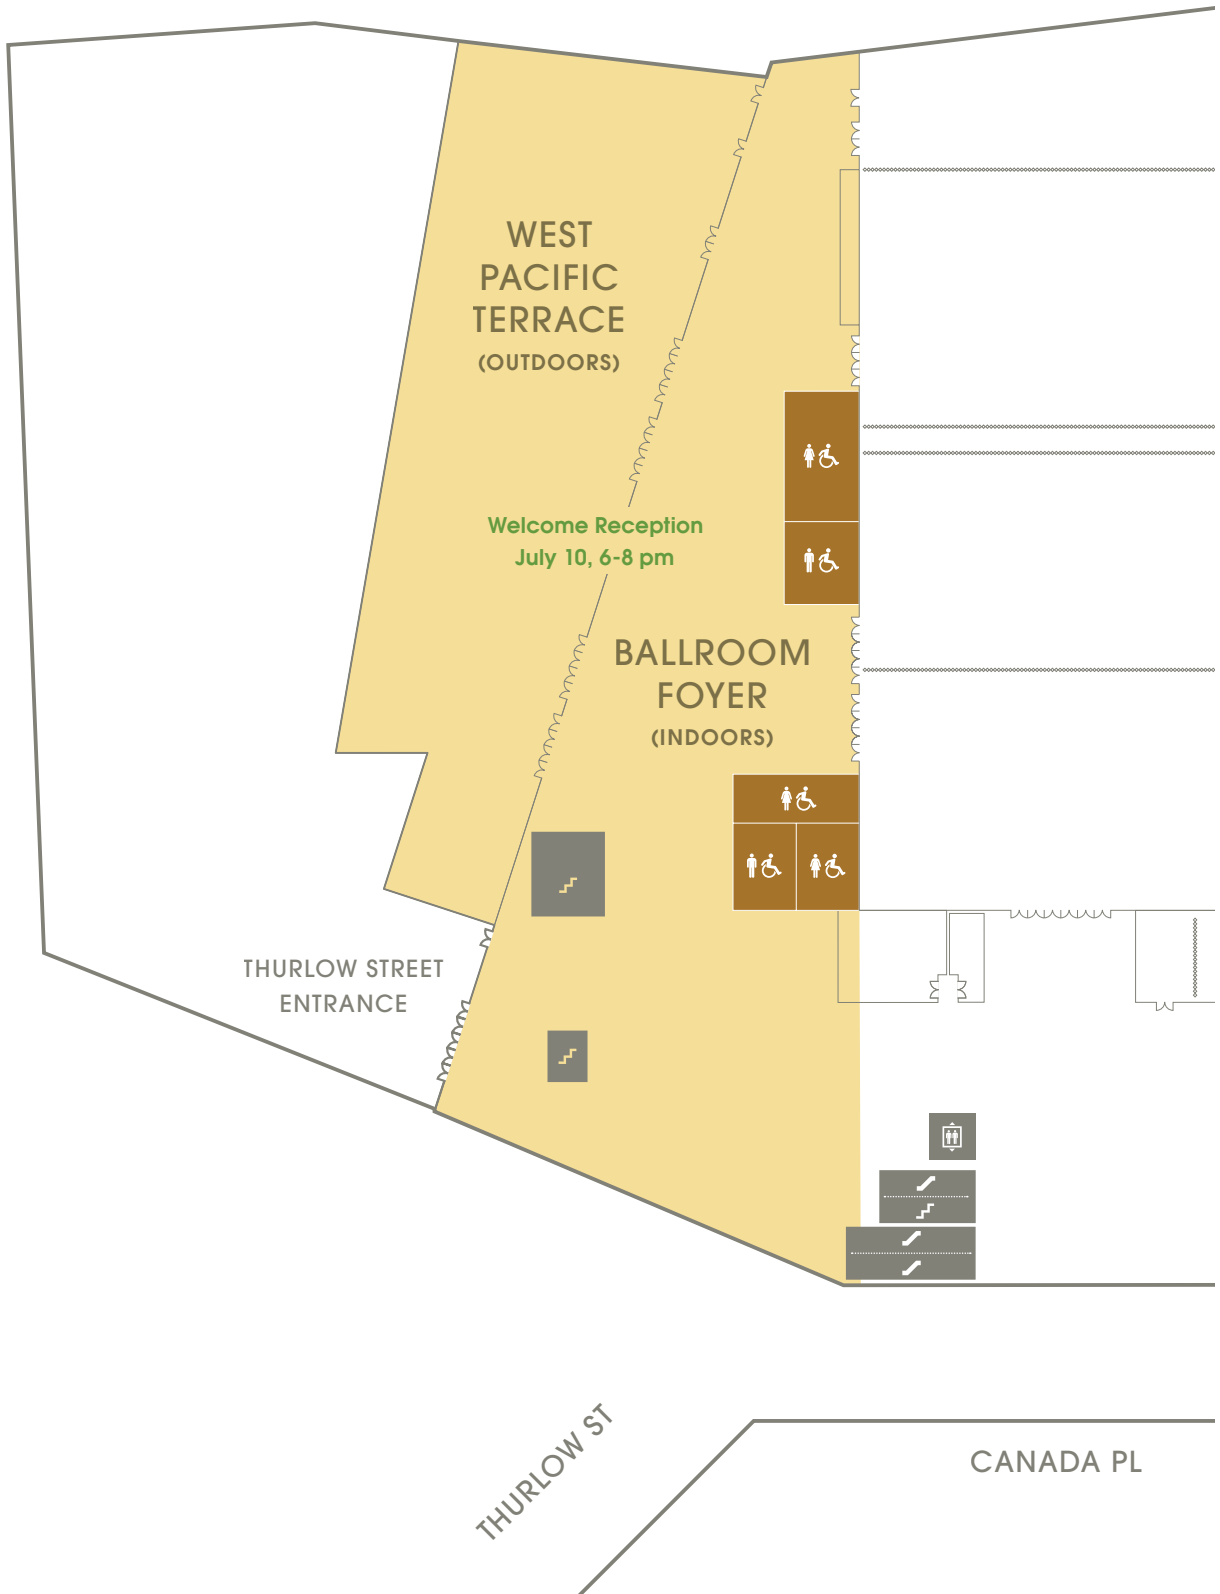 WEST
PACIFIC
TERRACE
(OUTDOORS)
Welcome Reception
July 10, 6-8 pm
BALLROOM
FOYER
(INDOORS)
THURLOW STREET
ENTRANCE
THURLOW ST
CANADA PL